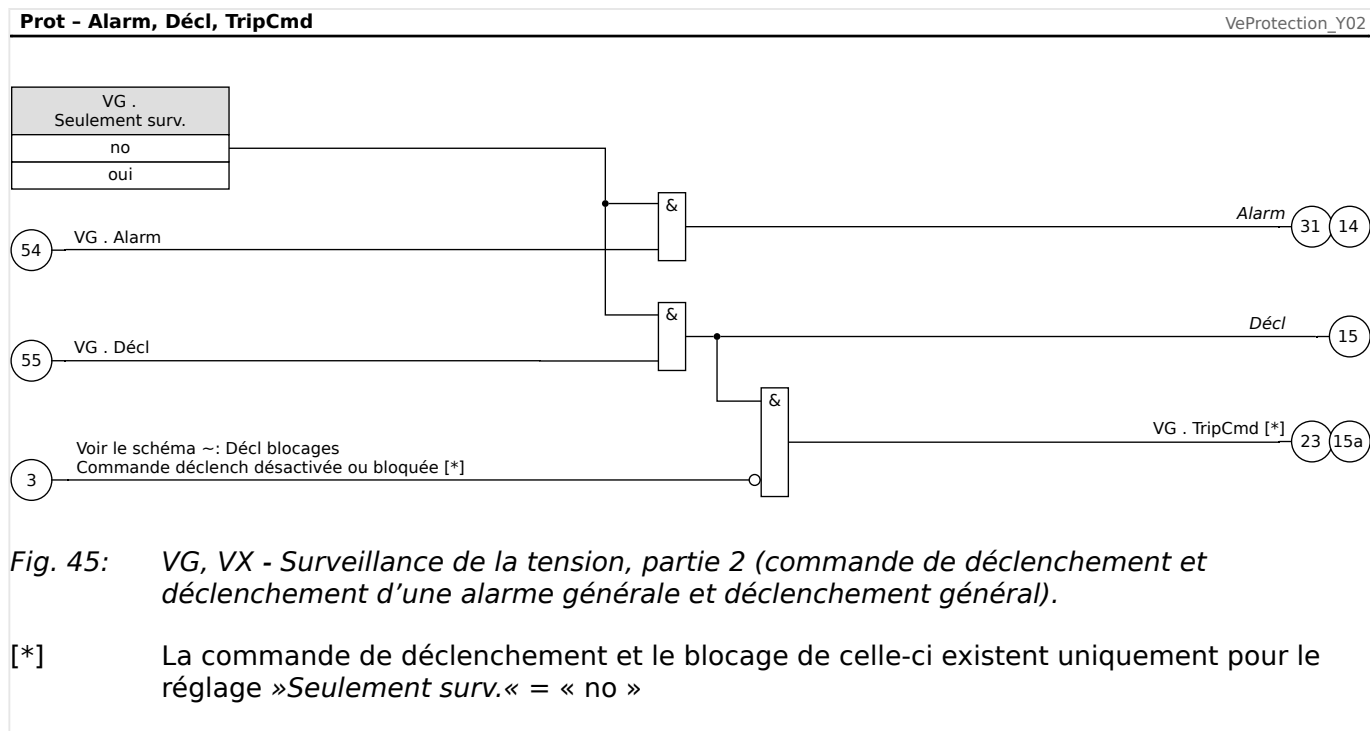 Prot – Alarm, Décl, TripCmd
VeProtection_Y02
VG .
Seulement surv.
no
oui
&
Alarm
31 14
54
VG . Alarm
&
Décl
15
55
VG . Décl
&
VG . TripCmd [*]
23 15a
Voir le schéma ~: Décl blocages
Commande déclench désactivée ou bloquée [*]
3
Fig. 45: VG, VX - Surveillance de la tension, partie 2 (commande de déclenchement et
déclenchement d’une alarme générale et déclenchement général).
[*] La commande de déclenchement et le blocage de celle-ci existent uniquement pour le
réglage »Seulement surv.« = « no »